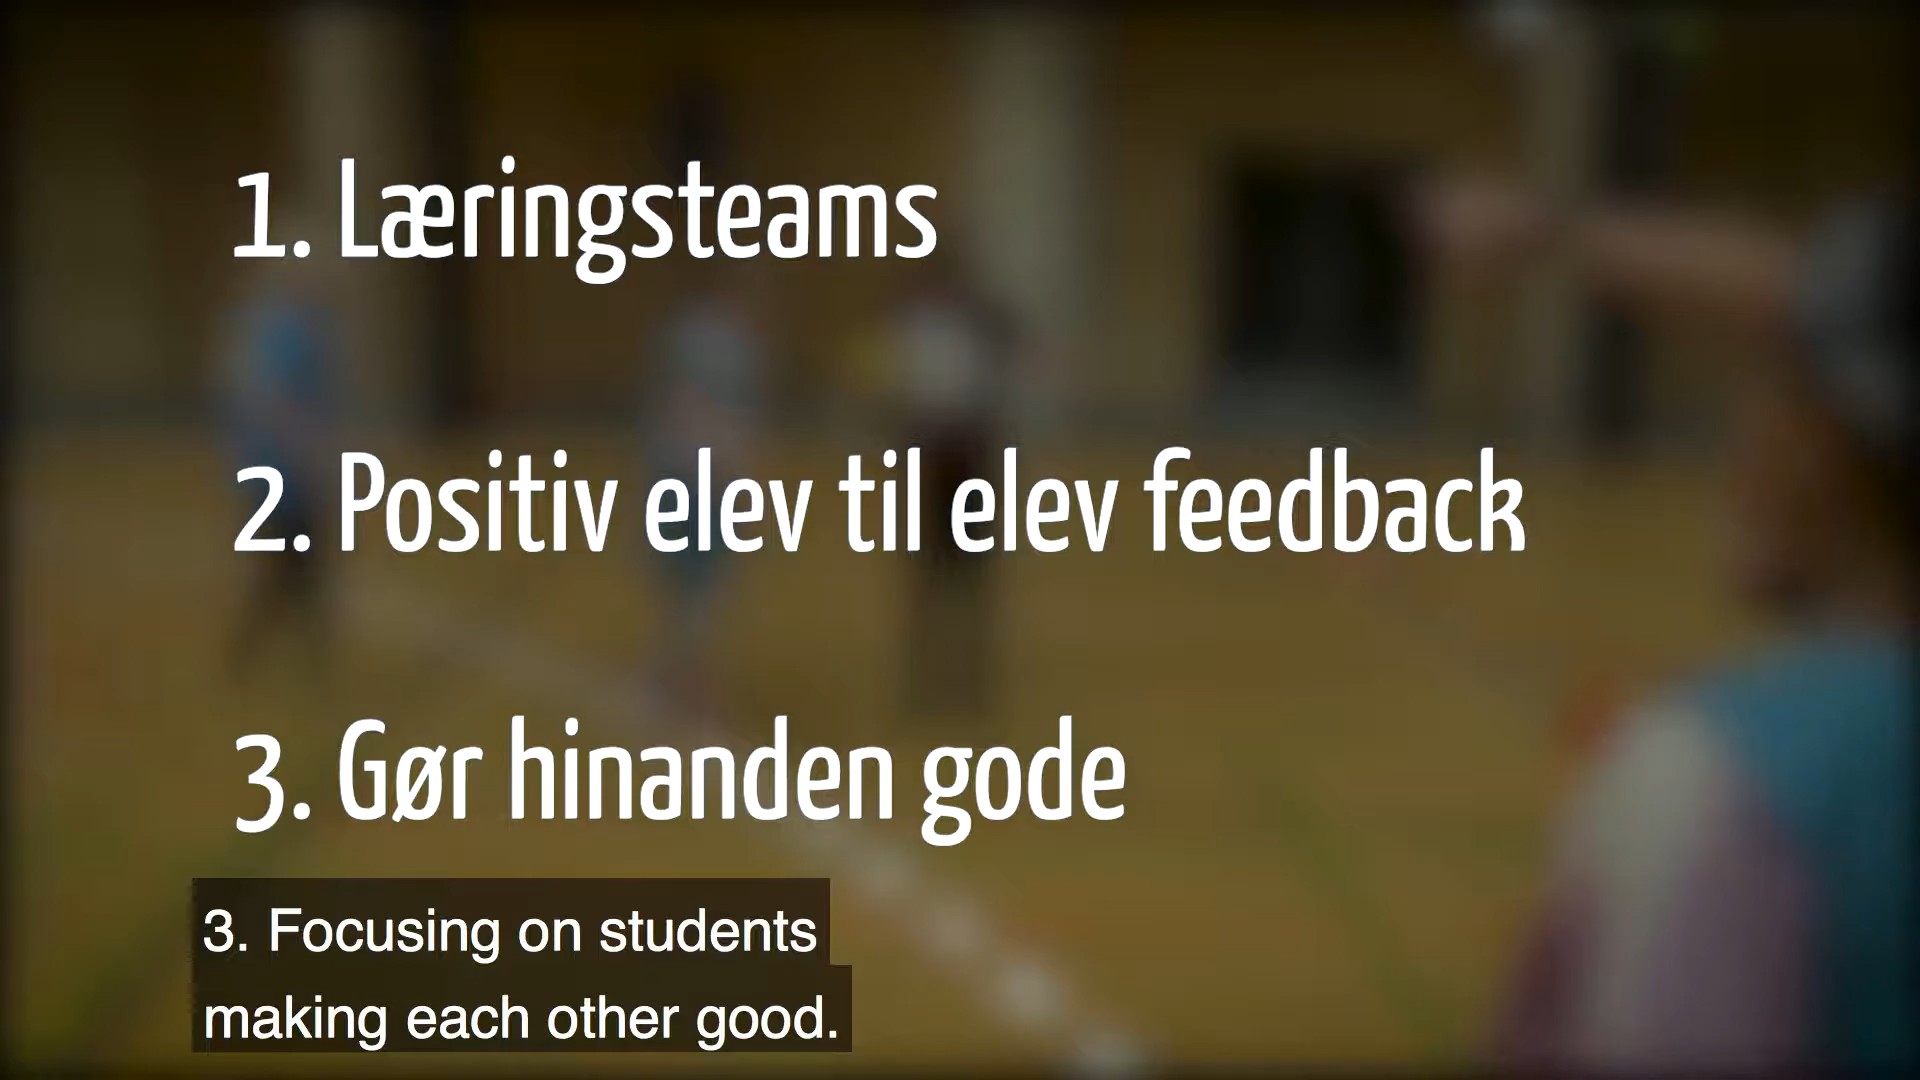 1. Læringsteams
2. Positiv elev til elev feedback
3. Gør hinanden gode
3. Focusing on students
making each other good.